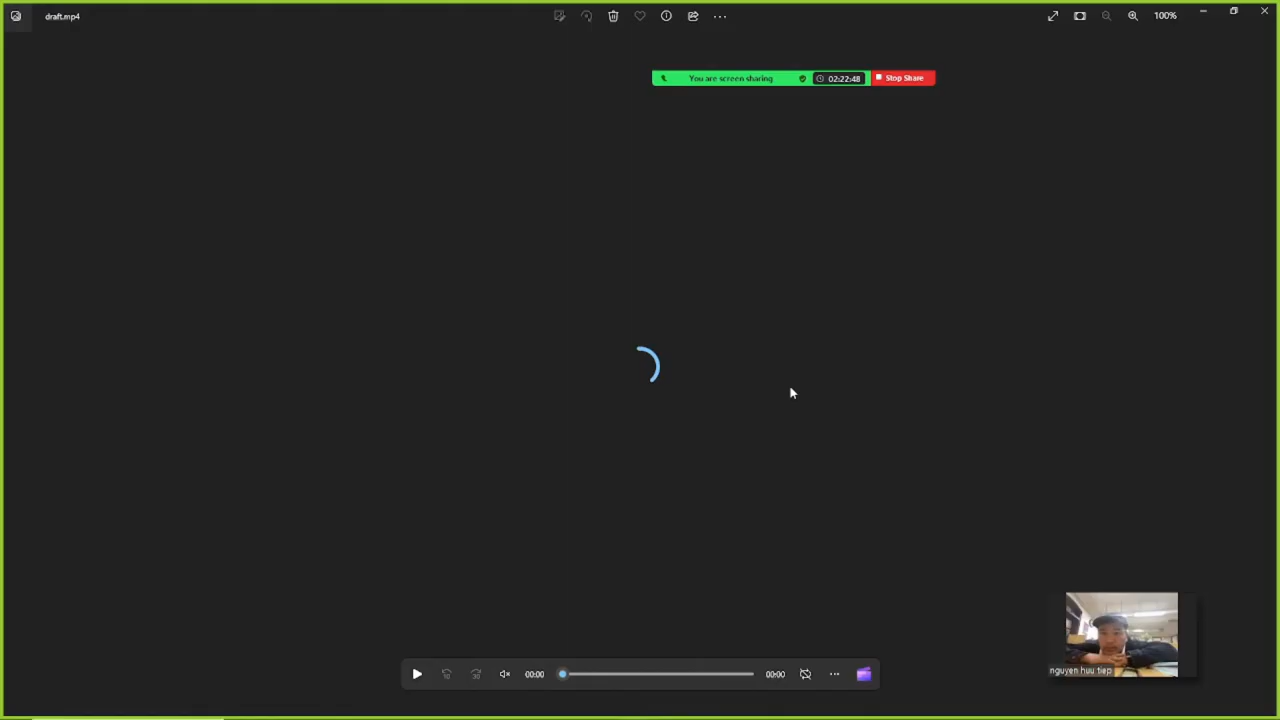 draft.mp4
100%
You are screen sharing
02:22:48
Stop Share
00:00
00:00
nguyen huu tiep